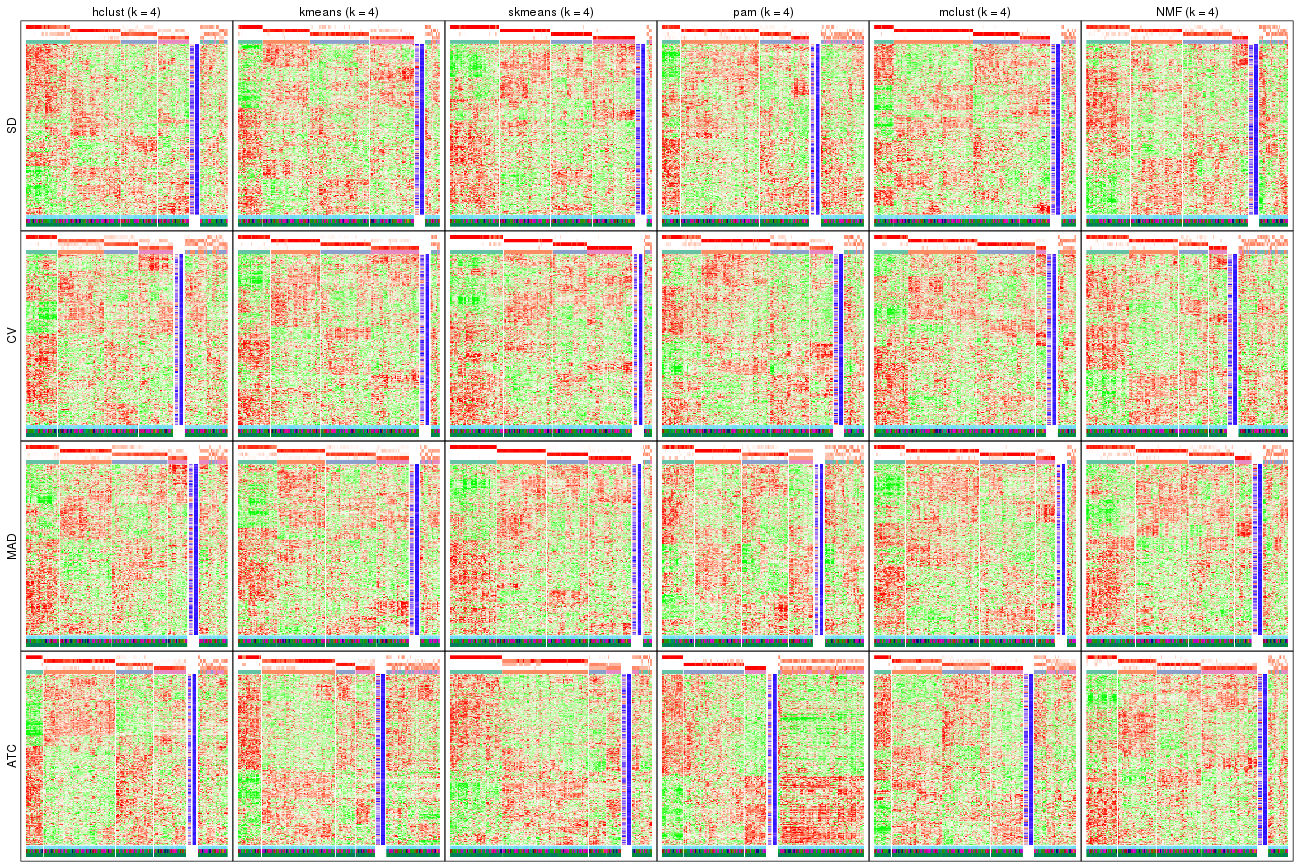 hclust (k = 4) kmeans (k = 4) skmeans (k = 4) pam (k = 4) mclust (k = 4) NMF (k = 4)
SD
CV
MAD
ATC